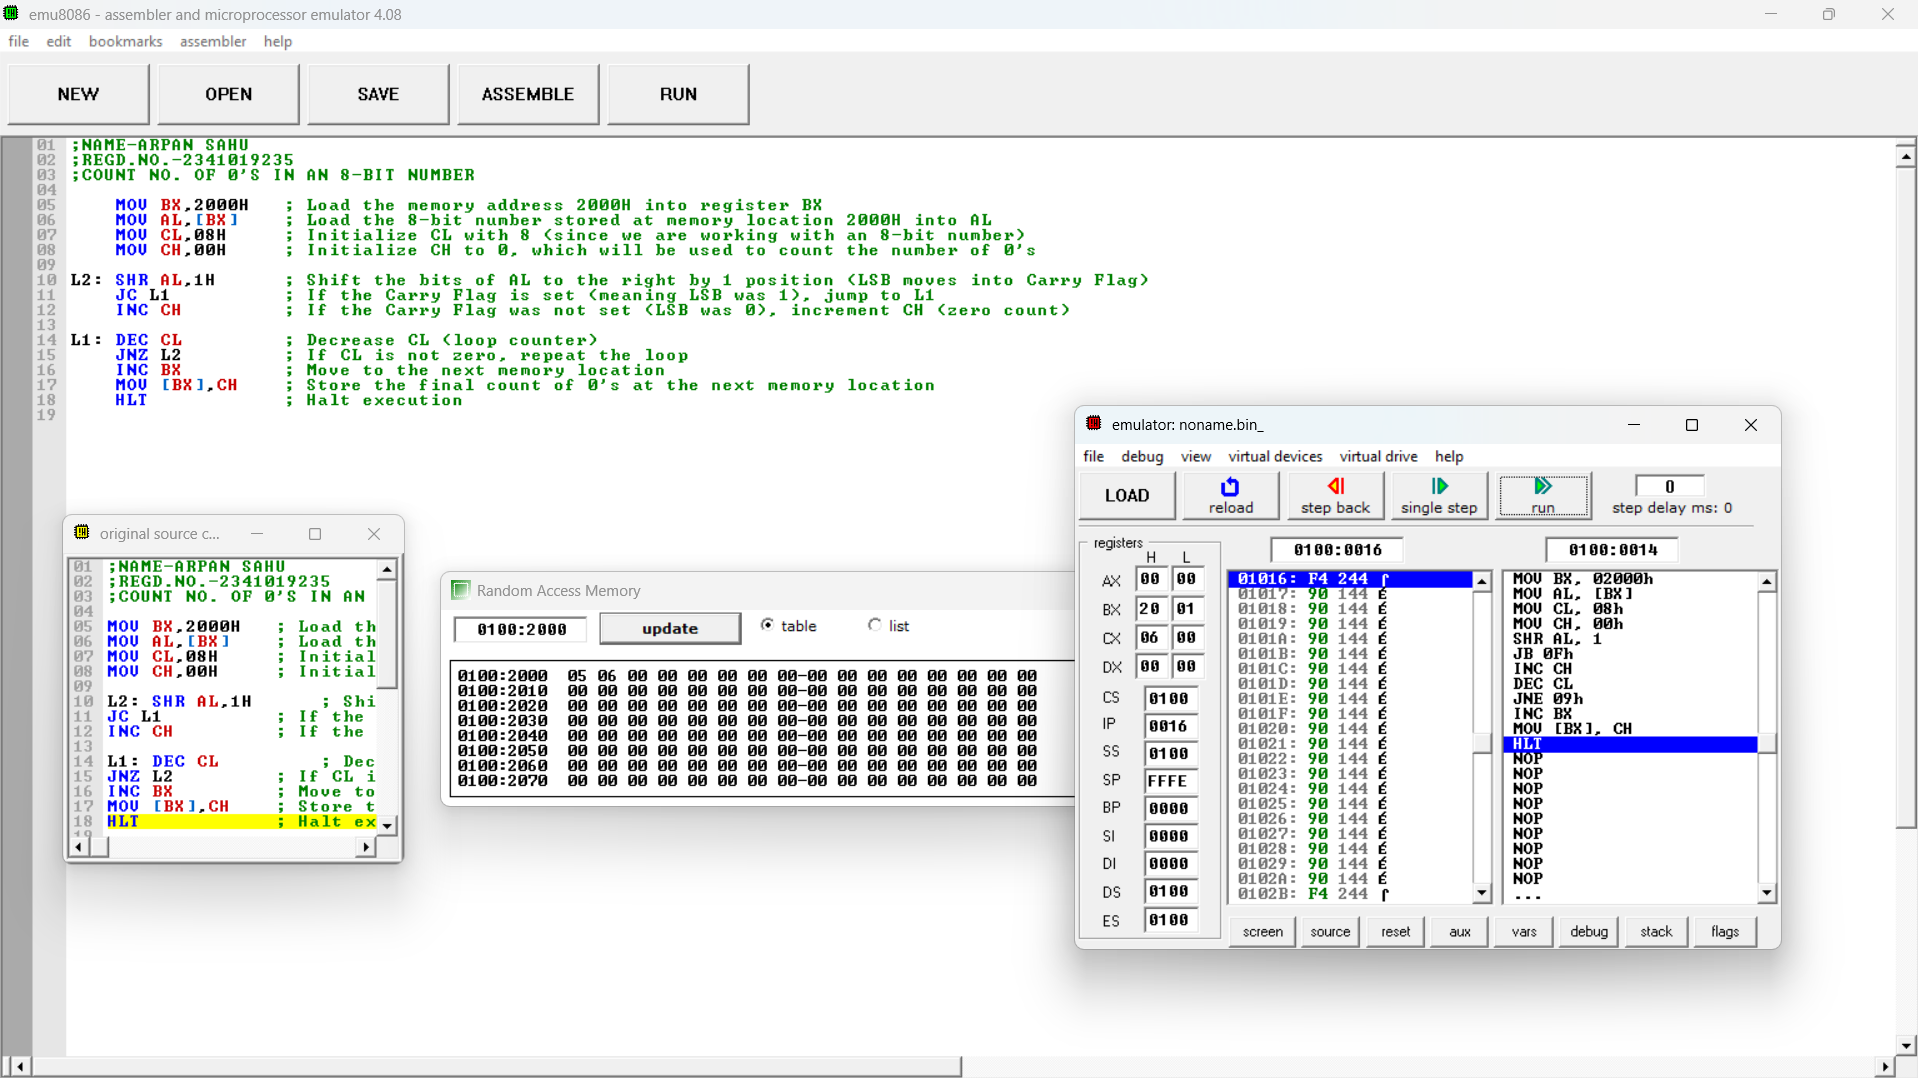 emu8086 - assembler and microprocessor emulator 4.08
file edit bookmarks assembler help
NEW OPEN SAVE ASSEMBLE RUN
01 ;NAME-ARPAN SAHU
02 ;REGD.NO.-2341019235
03 ;COUNT NO. OF 0'S IN AN 8-BIT NUMBER
04
05 MOV BX,2000H ; Load the memory address 2000H into register BX
06 MOV AL,[BX] ; Load the 8-bit number stored at memory location 2000H into AL
07 MOV CL,08H ; Initialize CL with 8 (since we are working with an 8-bit number)
08 MOV CH,00H ; Initialize CH to 0, which will be used to count the number of 0's
09
10 L2: SHR AL,1H ; Shift the bits of AL to the right by 1 position (LSB moves into Carry Flag)
11 JC L1 ; If the Carry Flag is set (meaning LSB was 1), jump to L1
12 INC CH ; If the Carry Flag was not set (LSB was 0), increment CH (zero count)
13
14 L1: DEC CL ; Decrease CL (loop counter)
15 JNZ L2 ; If CL is not zero, repeat the loop
16 INC BX ; Move to the next memory location
17 MOV [BX],CH ; Store the final count of 0's at the next memory location
18 HLT ; Halt execution
19
original source c...
01 ;NAME-ARPAN SAHU
02 ;REGD.NO.-2341019235
03 ;COUNT NO. OF 0'S IN AN
04
05 MOV BX,2000H ; Load th
06 MOV AL,[BX] ; Load th
07 MOV CL,08H ; Initial
08 MOV CH,00H ; Initial
09
10 L2: SHR AL,1H ; Shi
11 JC L1 ; If the
12 INC CH ; If the
13
14 L1: DEC CL ; Dec
15 JNZ L2 ; If CL i
16 INC BX ; Move to
17 MOV [BX],CH ; Store t
18 HLT ; Halt ex
19
Random Access Memory
0100:2000 update table list
0100:2000 05 06 00 00 00 00 00 00-00 00 00 00 00 00 00 00
0100:2010 00 00 00 00 00 00 00 00-00 00 00 00 00 00 00 00
0100:2020 00 00 00 00 00 00 00 00-00 00 00 00 00 00 00 00
0100:2030 00 00 00 00 00 00 00 00-00 00 00 00 00 00 00 00
0100:2040 00 00 00 00 00 00 00 00-00 00 00 00 00 00 00 00
0100:2050 00 00 00 00 00 00 00 00-00 00 00 00 00 00 00 00
0100:2060 00 00 00 00 00 00 00 00-00 00 00 00 00 00 00 00
0100:2070 00 00 00 00 00 00 00 00-00 00 00 00 00 00 00 00
emulator: noname.bin_
file debug view virtual devices virtual drive help
LOAD reload step back single step run 0
step delay ms: 0
registers
H L
AX 00 00
BX 20 01
CX 06 00
DX 00 00
CS 0100
IP 0016
SS 0100
SP FFFE
BP 0000
SI 0000
DI 0000
DS 0100
ES 0100
0100:0016
01016: F4 244 ⌠
01017: 90 144 É
01018: 90 144 É
01019: 90 144 É
0101A: 90 144 É
0101B: 90 144 É
0101C: 90 144 É
0101D: 90 144 É
0101E: 90 144 É
0101F: 90 144 É
01020: 90 144 É
01021: 90 144 É
01022: 90 144 É
01023: 90 144 É
01024: 90 144 É
01025: 90 144 É
01026: 90 144 É
01027: 90 144 É
01028: 90 144 É
01029: 90 144 É
0102A: 90 144 É
0102B: F4 244 ⌠
0100:0014
MOV BX, 02000h
MOV AL, [BX]
MOV CL, 08h
MOV CH, 00h
SHR AL, 1
JB 0Fh
INC CH
DEC CL
JNE 09h
INC BX
MOV [BX], CH
HLT
NOP
NOP
NOP
NOP
NOP
NOP
NOP
NOP
NOP
...
screen source reset aux vars debug stack flags